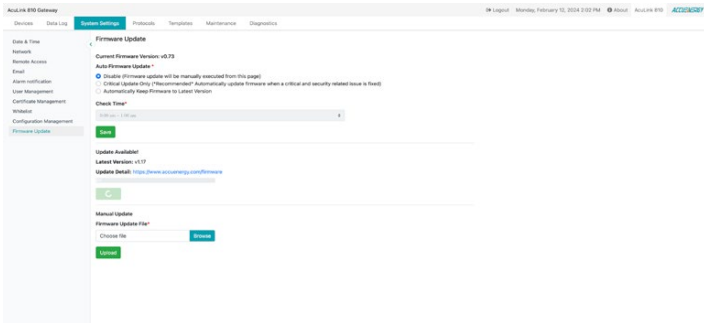 AcuLink 810 Gateway
Logout Monday, February 12, 2024 2:02 PM About AcuLink 810 ACCUENERGY
Devices Data Log System Settings Protocols Templates Maintenance Diagnostics
Date & Time
Network
Remote Access
Email
Alarm notification
User Management
Certificate Management
Whitelist
Configuration Management
Firmware Update
Firmware Update
Current Firmware Version: v0.73
Auto Firmware Update *
Disable (Firmware update will be manually executed from this page)
Critical Update Only (*Recommended* Automatically update firmware when a critical and security related issue is fixed)
Automatically Keep Firmware to Latest Version
Check Time*
Save
Update Available!
Latest Version: v1.17
Update Detail: https://www.accuenergy.com/firmware
Manual Update
Firmware Update File*
Choose file Browse
Upload